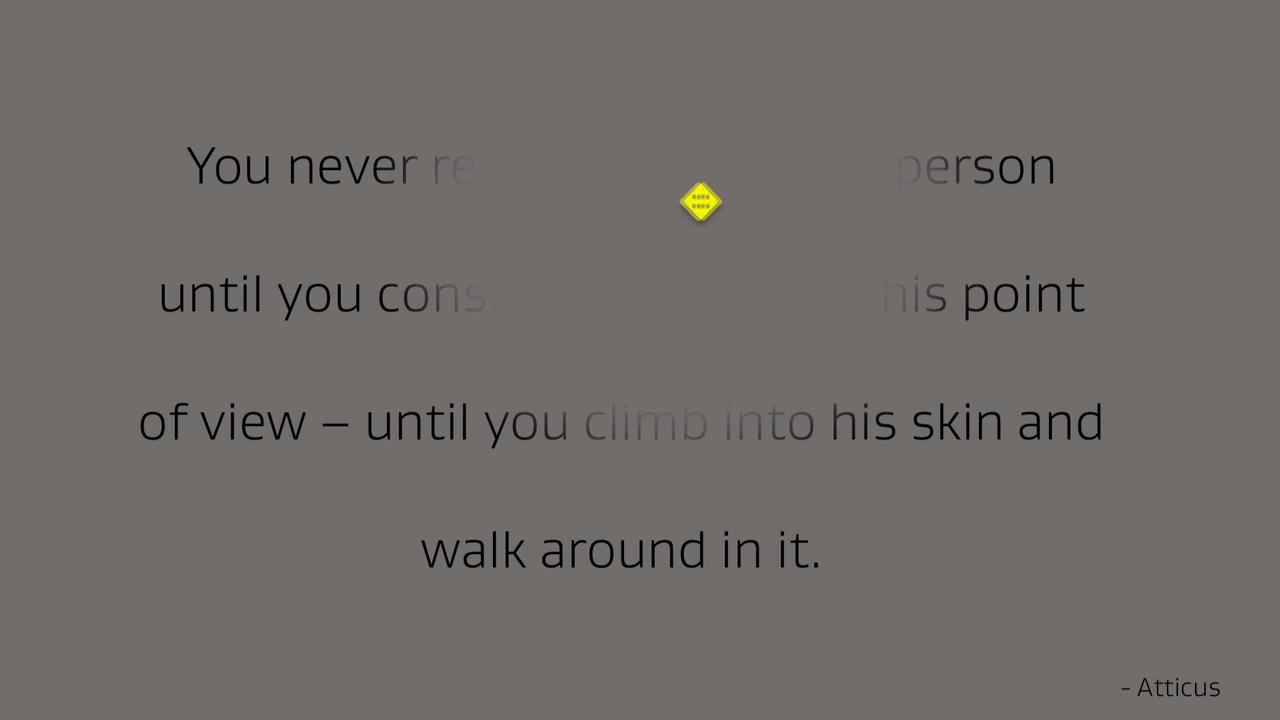 You never person
until you his point
of view – until you climb into his skin and
walk around in it.
- Atticus